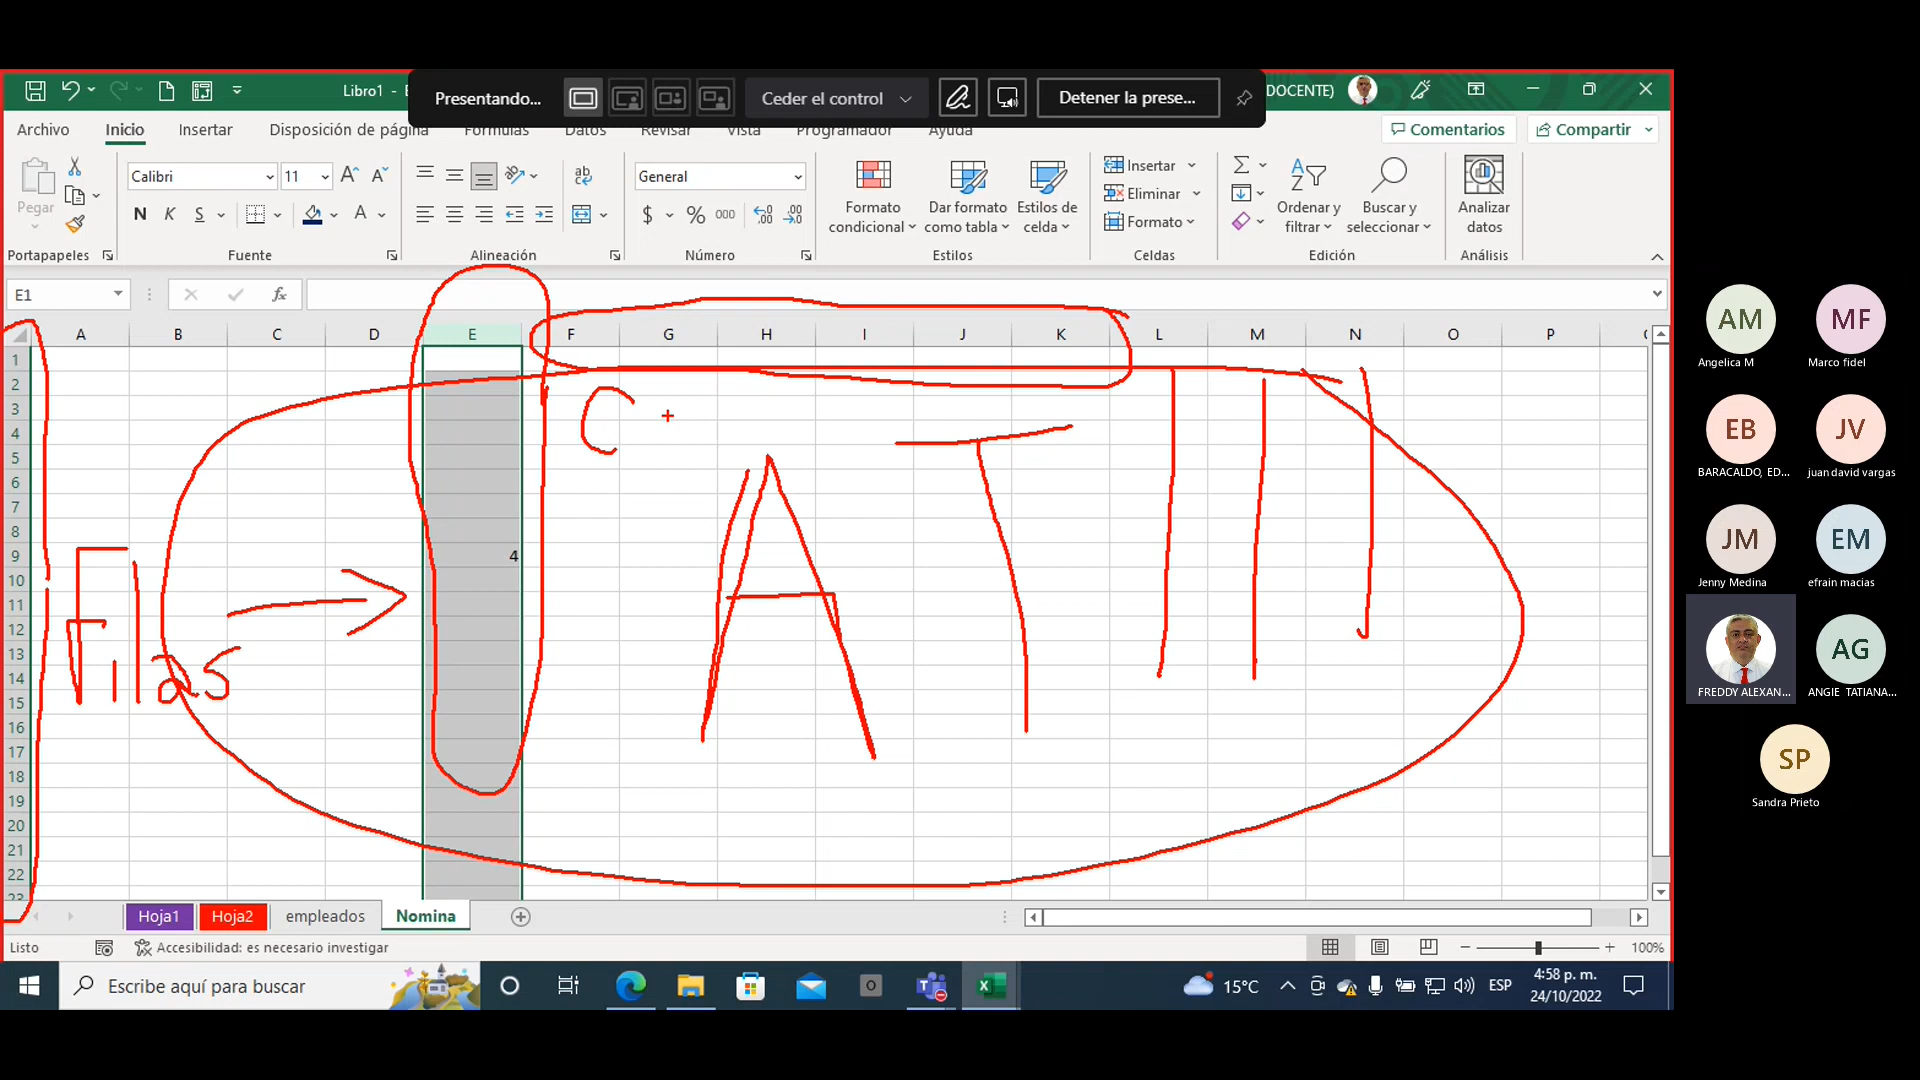 Libro1 - E
Presentando...
Ceder el control
Detener la prese...
DOCENTE)
Archivo Inicio Insertar Disposición de página Fórmulas Datos Revisar Vista Programador Ayuda
Comentarios Compartir
Pegar
Calibri 11
N K S
A
General
$ % 000
Formato condicional
Dar formato como tabla
Estilos de celda
Insertar
Eliminar
Formato
Ordenar y filtrar
Buscar y seleccionar
Analizar datos
Portapapeles Fuente Alineación Número Estilos Celdas Edición Análisis
E1 fx
A B C D E F G H I J K L M N O P
1
2
3
4
5
6
7
8
9 4
10
11
12
13
14
15
16
17
18
19
20
21
22
23
Filas
C
A T
Hoja1 Hoja2 empleados Nomina
Listo Accesibilidad: es necesario investigar 100%
Escribe aquí para buscar
15°C ESP 4:58 p. m.
24/10/2022
AM MF
Angelica M Marco fidel
EB JV
BARACALDO, ED... juan david vargas
JM EM
Jenny Medina efrain macias
AG
FREDDY ALEXAN... ANGIE TATIANA...
SP
Sandra Prieto